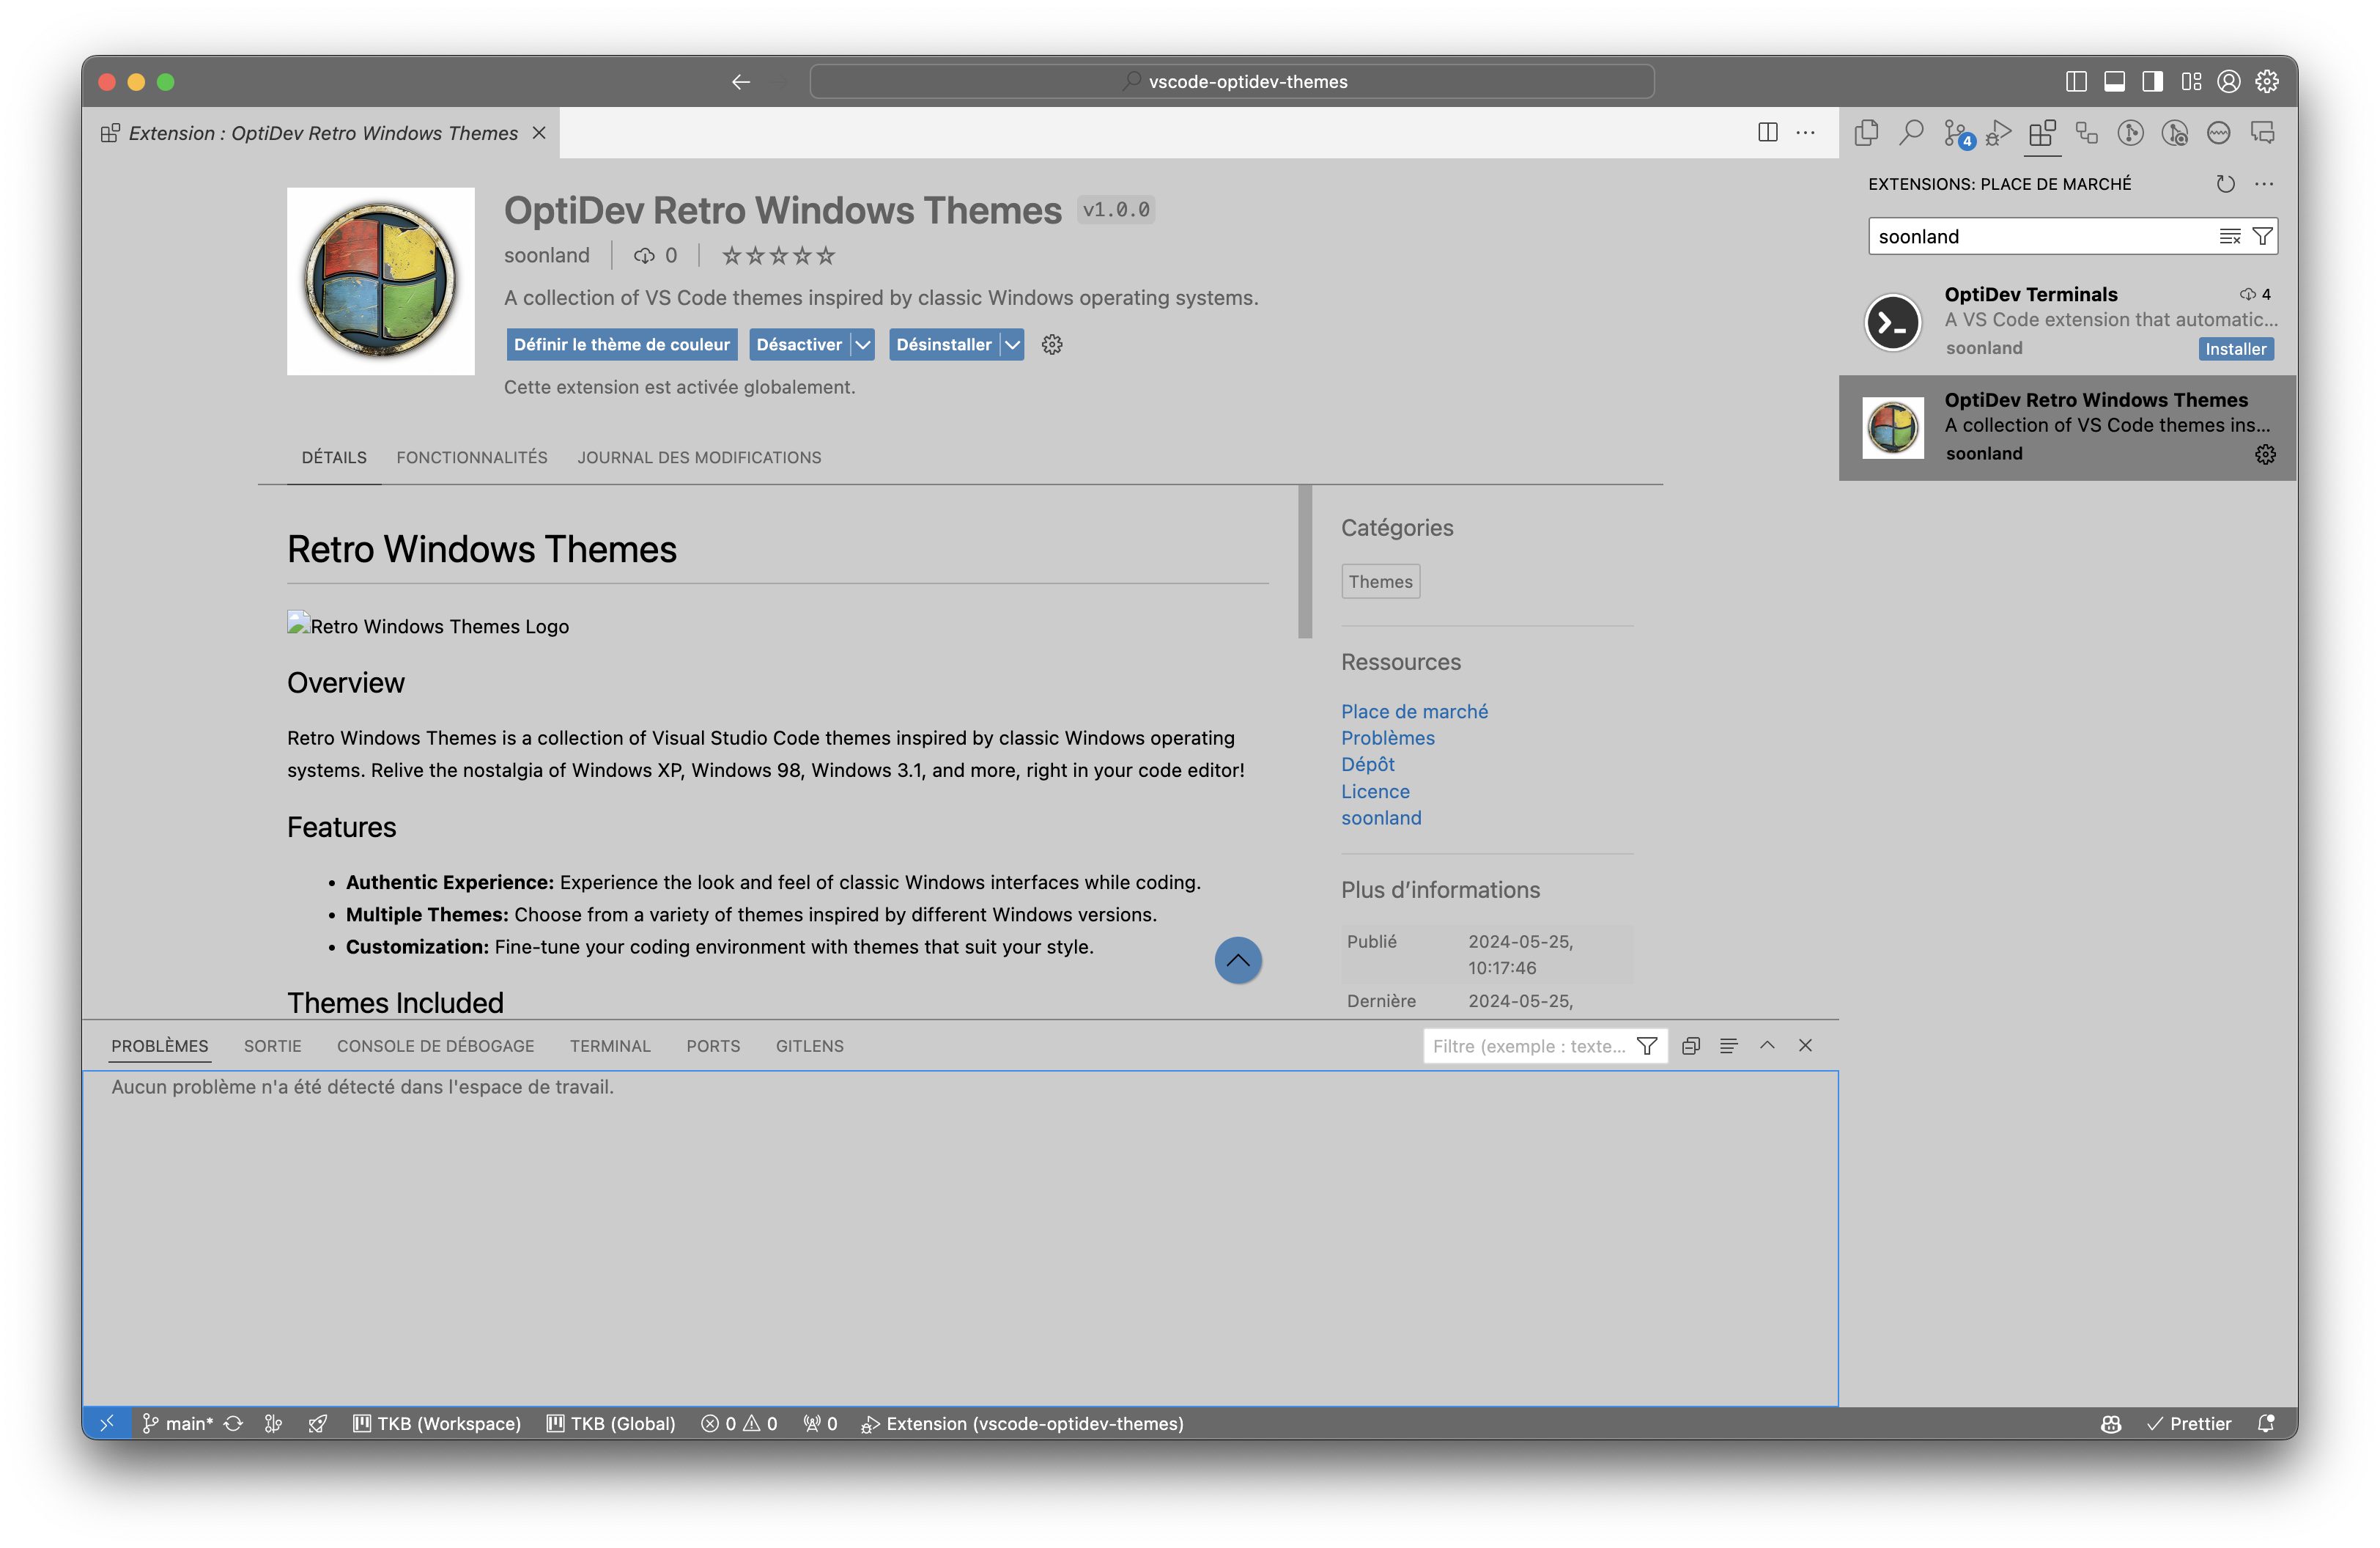 vscode-optidev-themes
Extension : OptiDev Retro Windows Themes
4
OptiDev Retro Windows Themes v1.0.0
soonland 0
A collection of VS Code themes inspired by classic Windows operating systems.
Définir le thème de couleur Désactiver Désinstaller
Cette extension est activée globalement.
DÉTAILS FONCTIONNALITÉS JOURNAL DES MODIFICATIONS
Retro Windows Themes
Retro Windows Themes Logo
Overview
Retro Windows Themes is a collection of Visual Studio Code themes inspired by classic Windows operating
systems. Relive the nostalgia of Windows XP, Windows 98, Windows 3.1, and more, right in your code editor!
Features
• Authentic Experience: Experience the look and feel of classic Windows interfaces while coding.
• Multiple Themes: Choose from a variety of themes inspired by different Windows versions.
• Customization: Fine-tune your coding environment with themes that suit your style.
Themes Included
Catégories
Themes
Ressources
Place de marché
Problèmes
Dépôt
Licence
soonland
Plus d’informations
Publié 2024-05-25,
10:17:46
Dernière 2024-05-25,
EXTENSIONS: PLACE DE MARCHÉ
soonland
OptiDev Terminals 4
A VS Code extension that automatic...
soonland Installer
OptiDev Retro Windows Themes
A collection of VS Code themes ins...
soonland
PROBLÈMES SORTIE CONSOLE DE DÉBOGAGE TERMINAL PORTS GITLENS
Filtre (exemple : texte...
Aucun problème n'a été détecté dans l'espace de travail.
main* TKB (Workspace) TKB (Global) 0 0 0 Extension (vscode-optidev-themes) Prettier